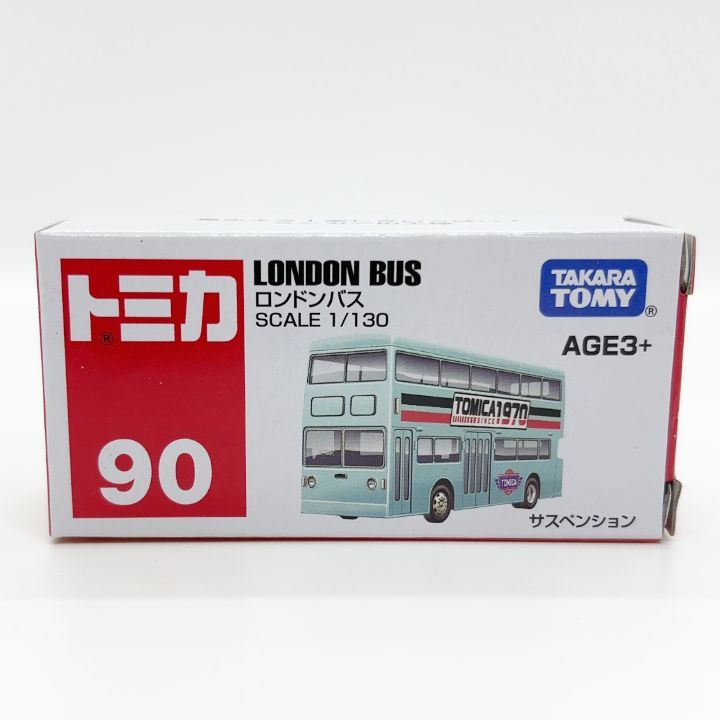 トミカ®
90
LONDON BUS
ロンドンバス
SCALE 1/130
TAKARA
TOMY®
AGE3+
TOMICA1970
SINCE
TOMICA
サスペンション